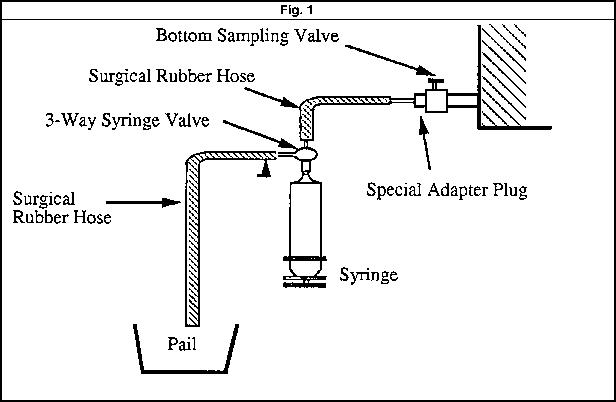 Fig. 1
Bottom Sampling Valve
Surgical Rubber Hose
3-Way Syringe Valve
Special Adapter Plug
Surgical
Rubber Hose
Syringe
Pail